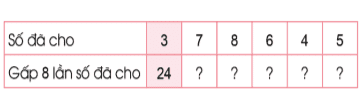 Số đã cho 3 7 8 6 4 5
Gấp 8 lần số đã cho 24 ? ? ? ? ?